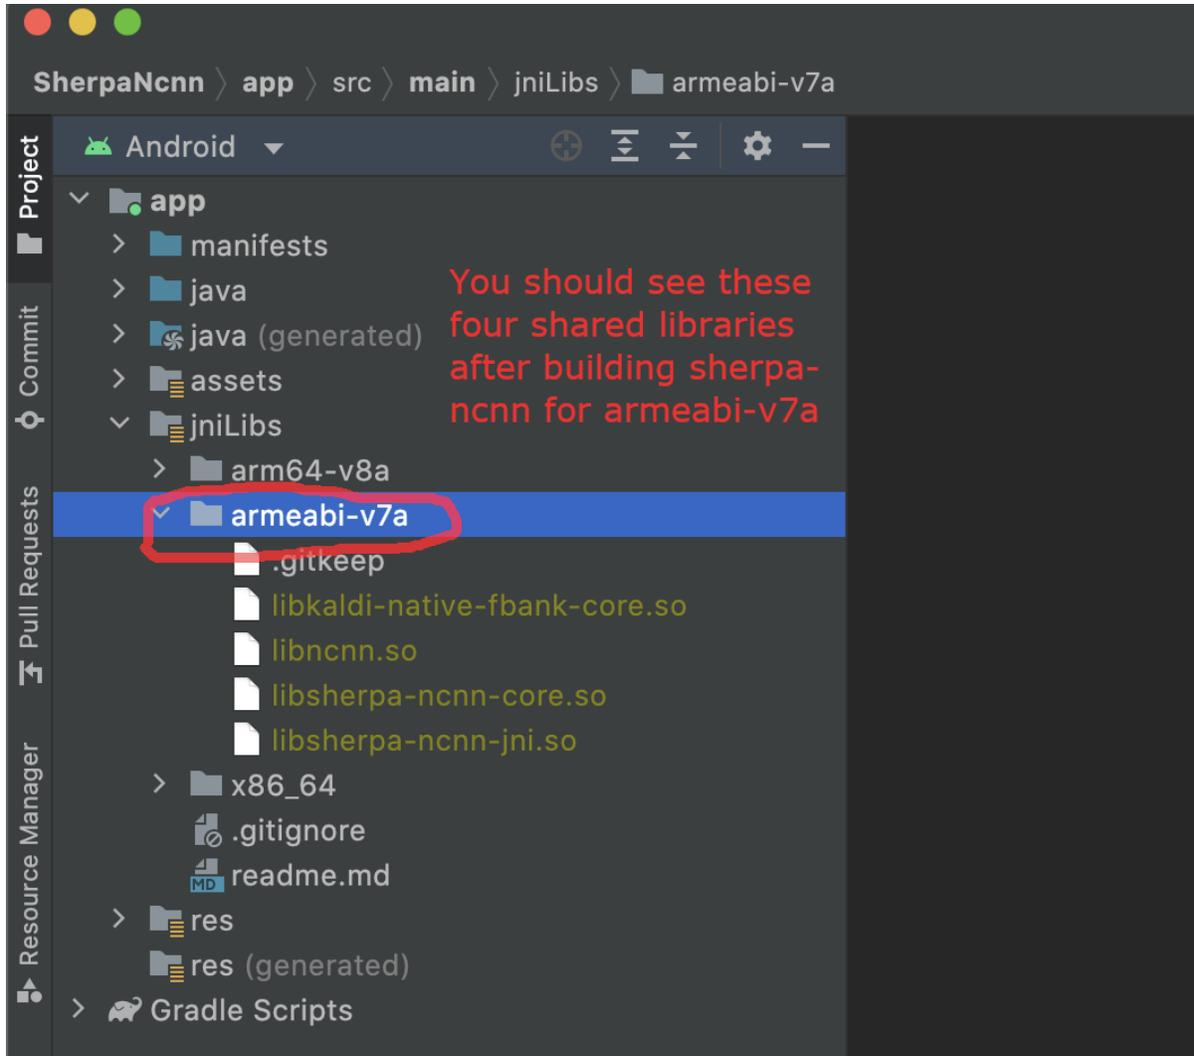 SherpaNcnn app src main jniLibs armeabi-v7a
Project
Commit
Pull Requests
Resource Manager
Android
app
manifests
java
java (generated)
assets
jniLibs
arm64-v8a
armeabi-v7a
.gitkeep
libkaldi-native-fbank-core.so
libncnn.so
libsherpa-ncnn-core.so
libsherpa-ncnn-jni.so
x86_64
.gitignore
MD readme.md
res
res (generated)
Gradle Scripts
You should see these
four shared libraries
after building sherpa-
ncnn for armeabi-v7a